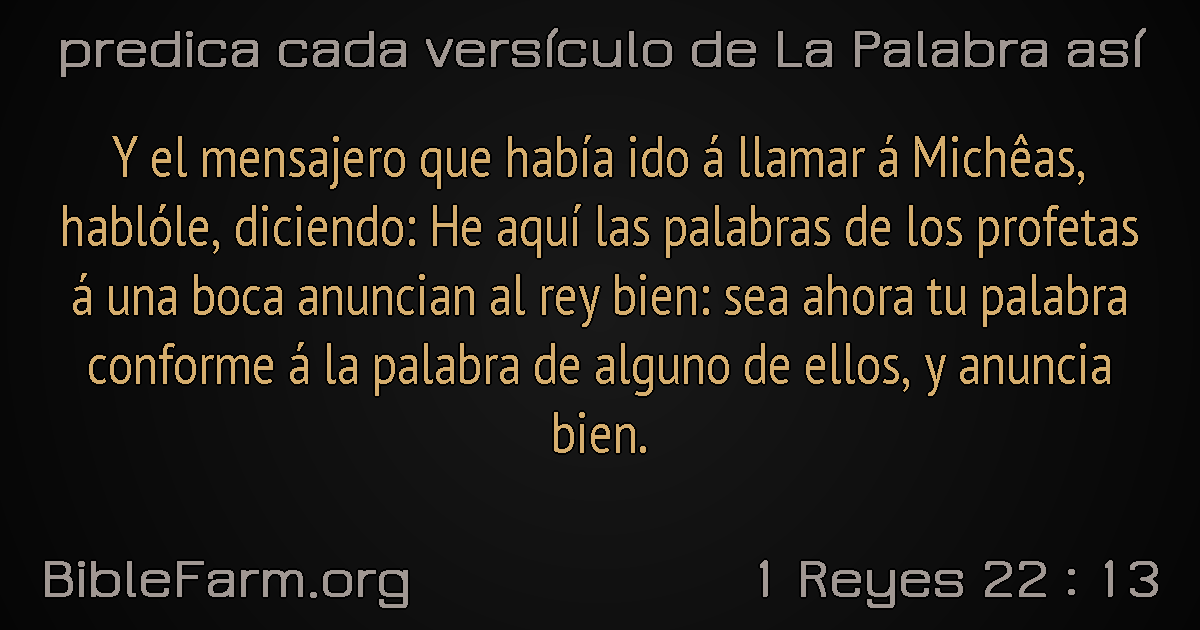 predica cada versículo de La Palabra así
Y el mensajero que había ido á llamar á Michêas,
hablóle, diciendo: He aquí las palabras de los profetas
á una boca anuncian al rey bien: sea ahora tu palabra
conforme á la palabra de alguno de ellos, y anuncia
bien.
BibleFarm.org
1 Reyes 22 : 13